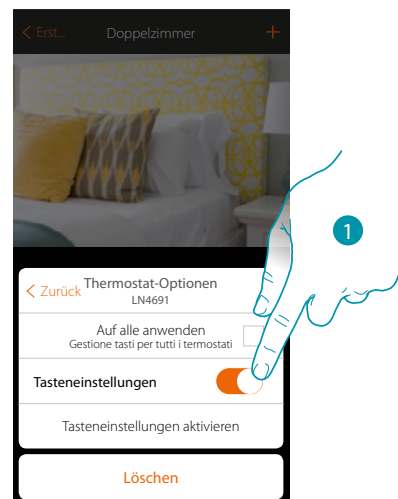 < Erst... Doppelzimmer +
< Zurück Thermostat-Optionen
LN4691
Auf alle anwenden
Gestione tasti per tutti i termostati
Tasteneinstellungen
Tasteneinstellungen aktivieren
Löschen
1